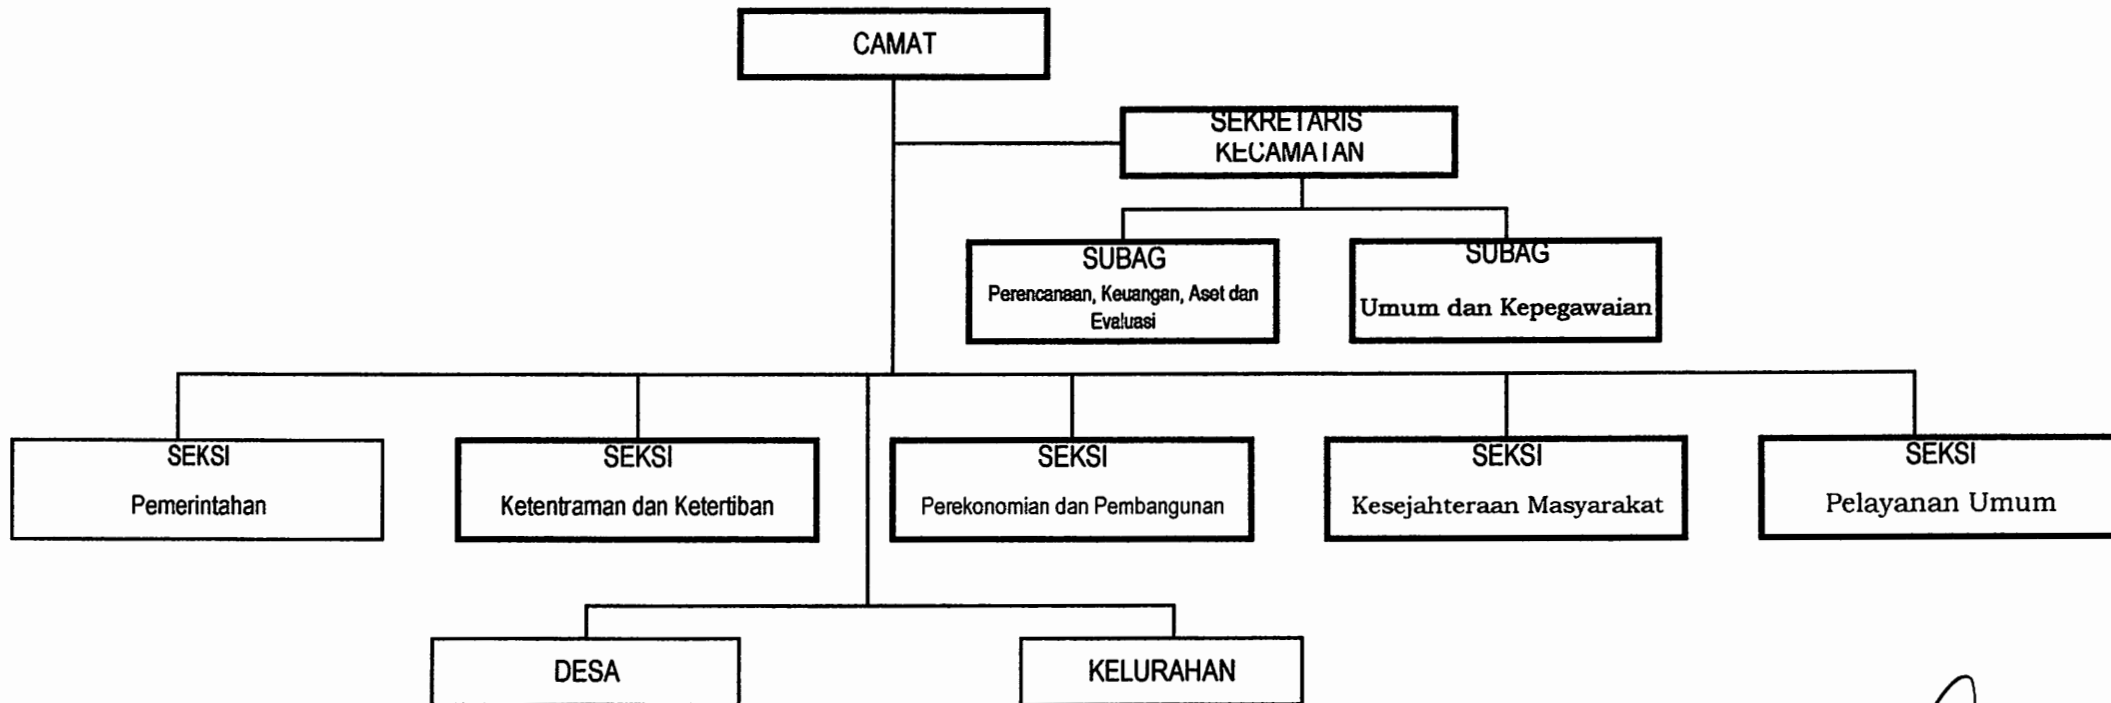 CAMAT
SEKRETARIS
KECAMATAN
SUBAG
Perencanaan, Keuangan, Aset dan
Evaluasi
SUBAG
Umum dan Kepegawaian
SEKSI
Pemerintahan
SEKSI
Ketentraman dan Ketertiban
SEKSI
Perekonomian dan Pembangunan
SEKSI
Kesejahteraan Masyarakat
SEKSI
Pelayanan Umum
DESA
KELURAHAN